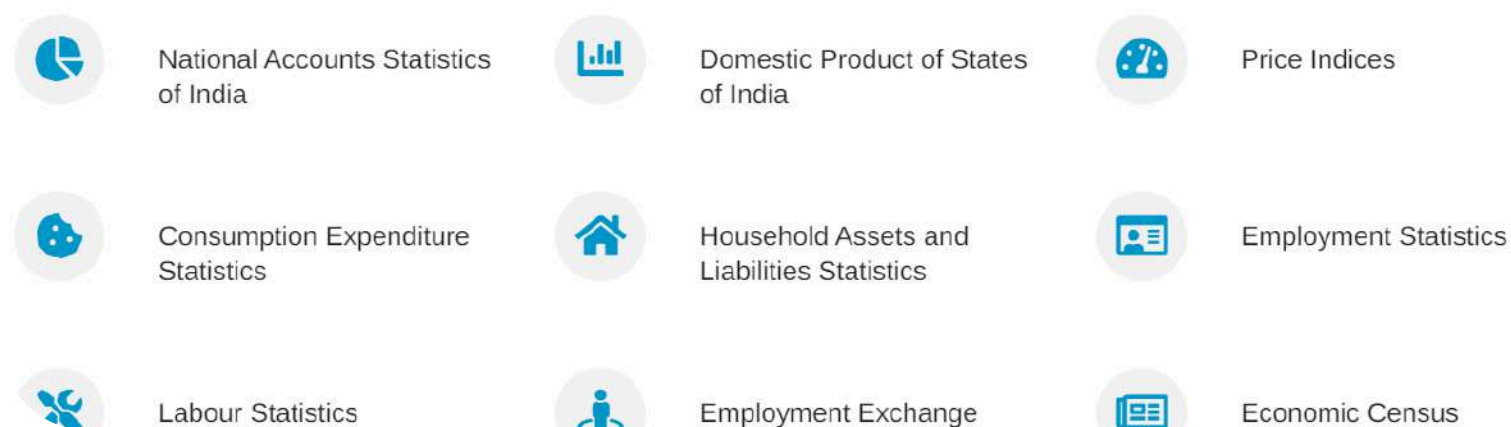 National Accounts Statistics
of India
Domestic Product of States
of India
Price Indices
Consumption Expenditure
Statistics
Household Assets and
Liabilities Statistics
Employment Statistics
Labour Statistics
Employment Exchange
Economic Census